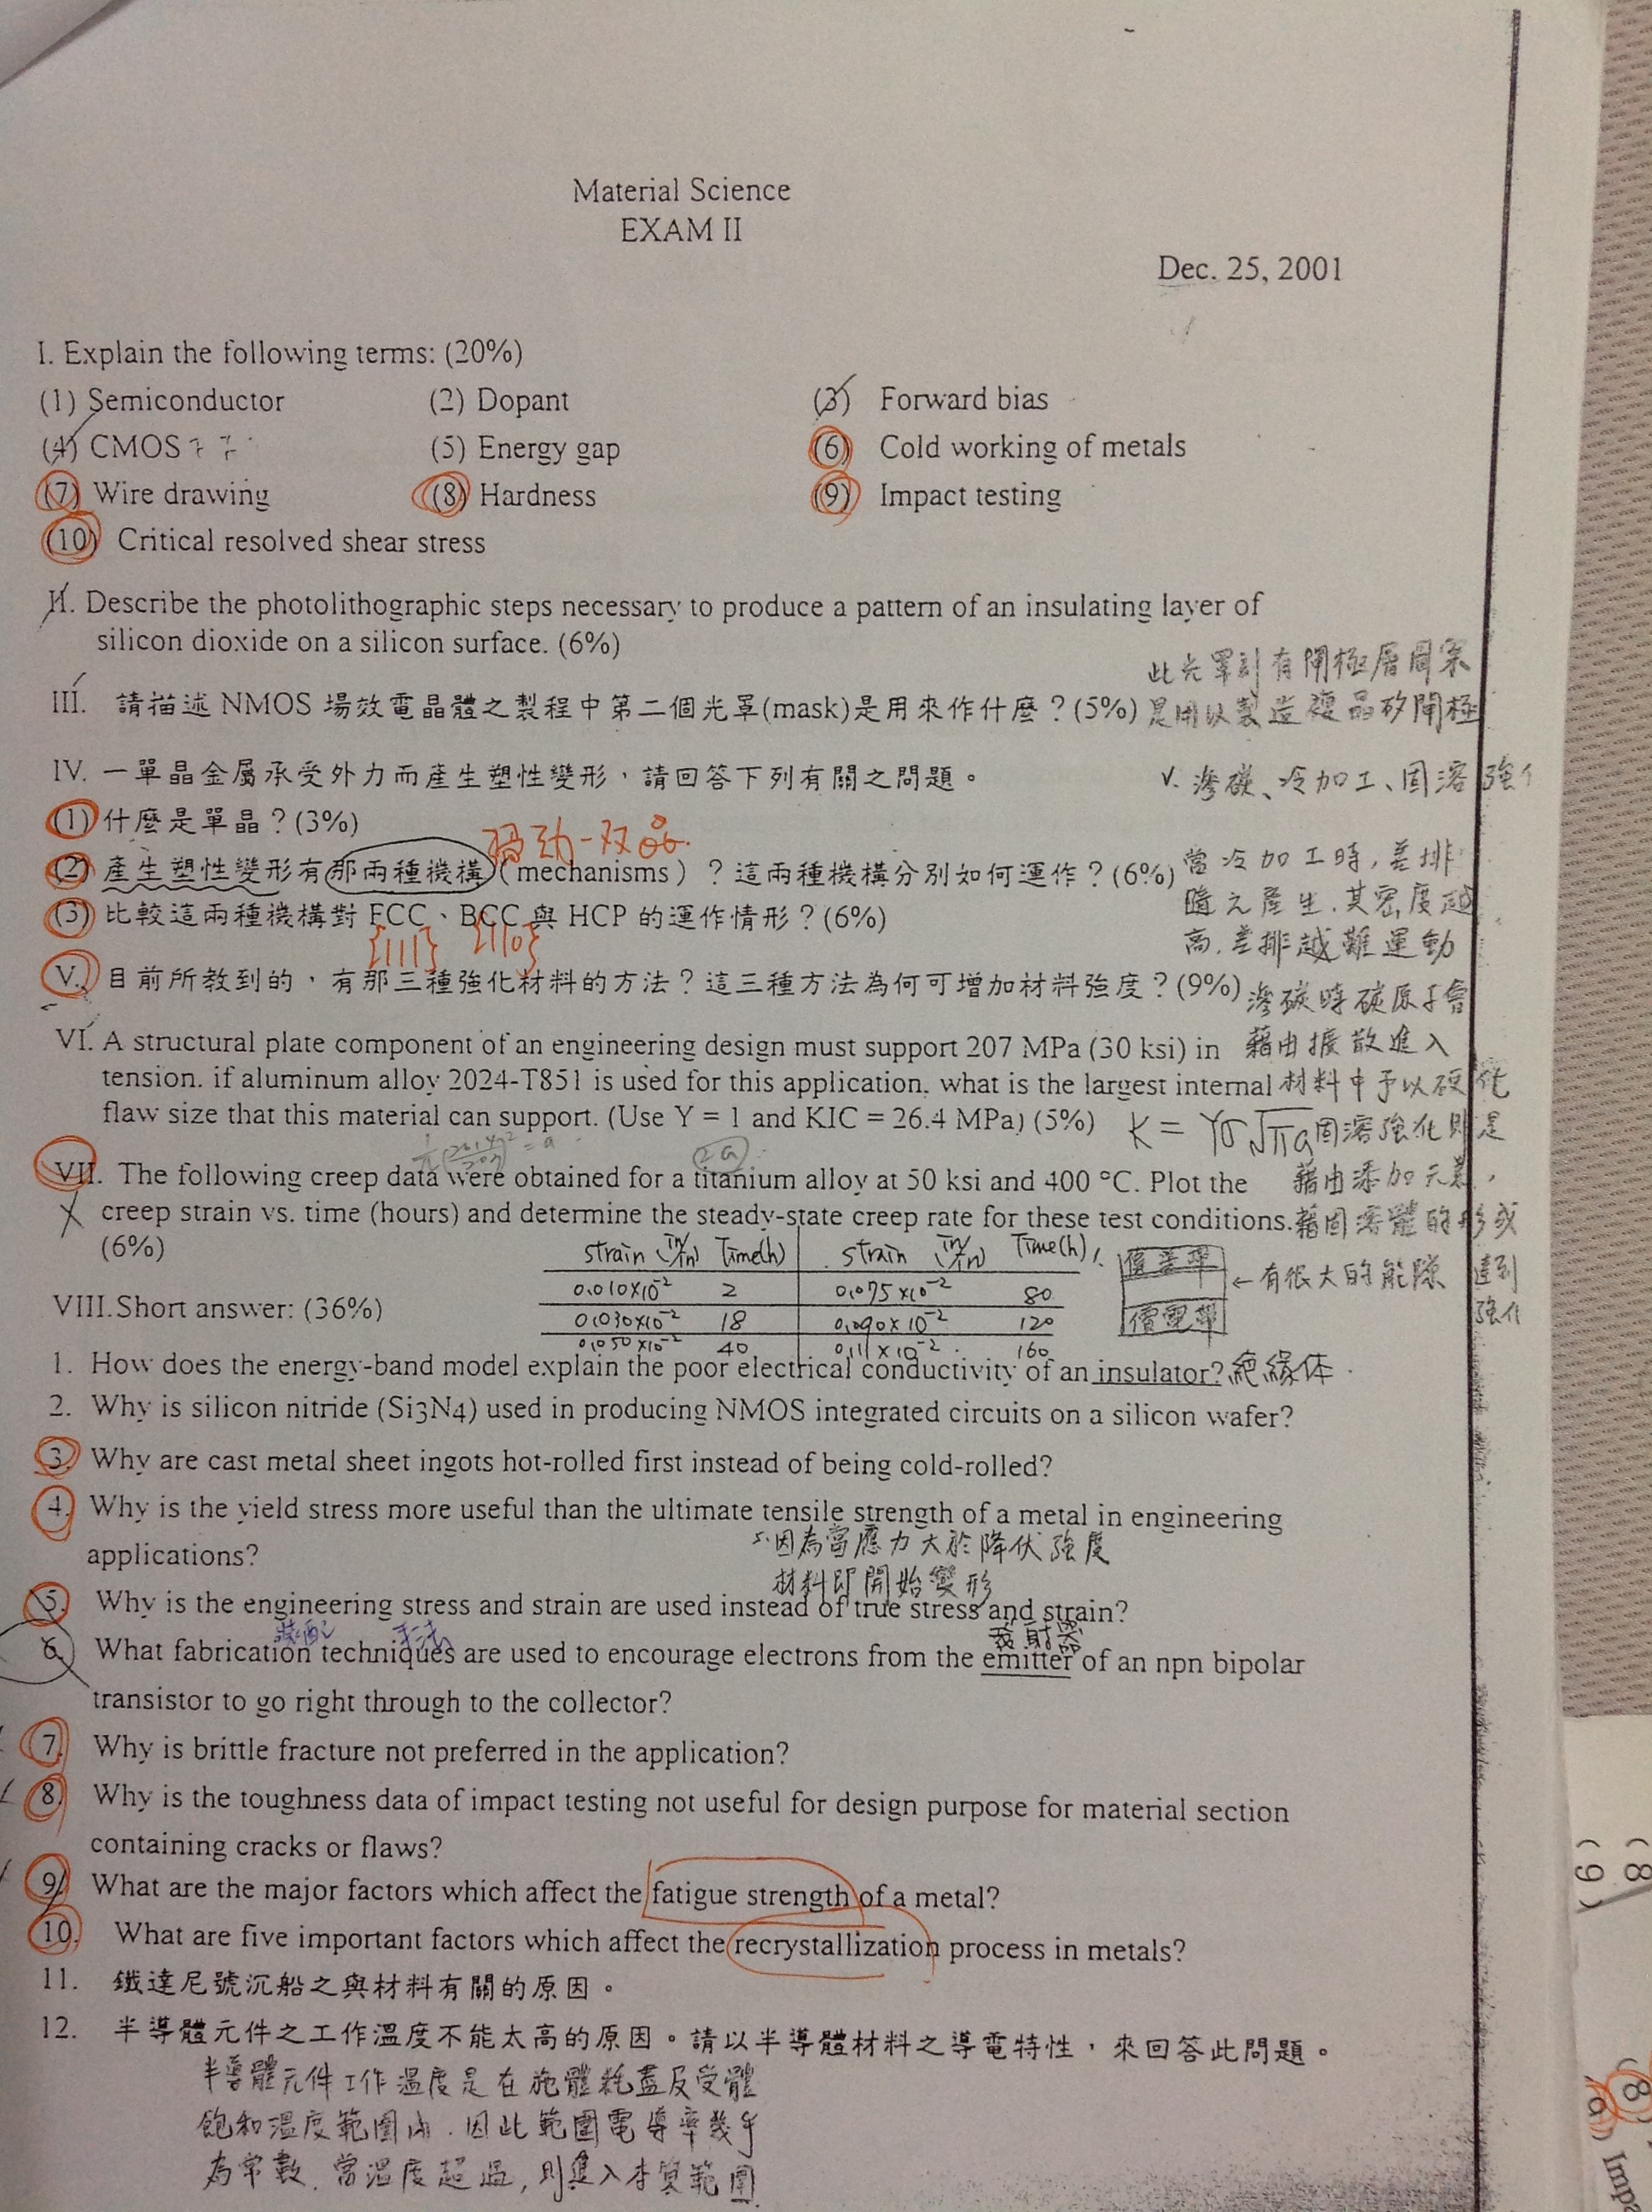 Material Science
EXAM II
Dec. 25, 2001
I. Explain the following terms: (20%)
(1) Semiconductor (2) Dopant (3) Forward bias
(4) CMOS (5) Energy gap (6) Cold working of metals
(7) Wire drawing (8) Hardness (9) Impact testing
(10) Critical resolved shear stress
II. Describe the photolithographic steps necessary to produce a pattern of an insulating layer of
silicon dioxide on a silicon surface. (6%)
此光罩計有閘極層圖案
III. 請描述 NMOS 場效電晶體之製程中第二個光罩(mask)是用來作什麼？(5%) 是用以製造複晶矽閘極
IV. 一單晶金屬承受外力而產生塑性變形，請回答下列有關之問題。
V. 滲碳、冷加工、固溶強
(1) 什麼是單晶？(3%)
滑动-双晶.
(2) 產生塑性變形有那兩種機構(mechanisms)？這兩種機構分別如何運作？(6%)
當冷加工時,差排
隨之產生.其密度越
高.差排越難運動
(3) 比較這兩種機構對 FCC、BCC 與 HCP 的運作情形？(6%)
{111} {110}
V. 目前所教到的，有那三種強化材料的方法？這三種方法為何可增加材料強度？(9%)
滲碳時碳原子會
藉由擴散進入
材料中予以硬化
固溶強化則是
藉由添加元素,
藉固溶體的形成
達到
強化
VI. A structural plate component of an engineering design must support 207 MPa (30 ksi) in
tension. if aluminum alloy 2024-T851 is used for this application, what is the largest internal
flaw size that this material can support. (Use Y = 1 and KIC = 26.4 MPa) (5%) K = Yσ√πa
2a
VII. The following creep data were obtained for a titanium alloy at 50 ksi and 400 °C. Plot the
creep strain vs. time (hours) and determine the steady-state creep rate for these test conditions.
(6%)
strain (in/in) Time(h) strain (in/in) Time(h)
0.010×10⁻² 2 0.075×10⁻² 80
0.030×10⁻² 18 0.090×10⁻² 120
0.050×10⁻² 40 0.11×10⁻² 160
←有很大的能隙
價電帶
VIII.Short answer: (36%)
1. How does the energy-band model explain the poor electrical conductivity of an insulator? 絕緣体
2. Why is silicon nitride (Si3N4) used in producing NMOS integrated circuits on a silicon wafer?
3. Why are cast metal sheet ingots hot-rolled first instead of being cold-rolled?
4. Why is the yield stress more useful than the ultimate tensile strength of a metal in engineering
applications?
因為當應力大於降伏強度
材料即開始變形
5. Why is the engineering stress and strain are used instead of true stress and strain?
裝配 手法 發射器
6. What fabrication techniques are used to encourage electrons from the emitter of an npn bipolar
transistor to go right through to the collector?
7. Why is brittle fracture not preferred in the application?
8. Why is the toughness data of impact testing not useful for design purpose for material section
containing cracks or flaws?
9. What are the major factors which affect the fatigue strength of a metal?
10. What are five important factors which affect the recrystallization process in metals?
11. 鐵達尼號沉船之與材料有關的原因。
12. 半導體元件之工作溫度不能太高的原因。請以半導體材料之導電特性，來回答此問題。
半導體元件工作溫度是在施體耗盡及受體
飽和溫度範圍內.因此範圍電導率幾乎
為常數.當溫度超過,則進入本質範圍
(8)
(9)
(8)
(9) Imp